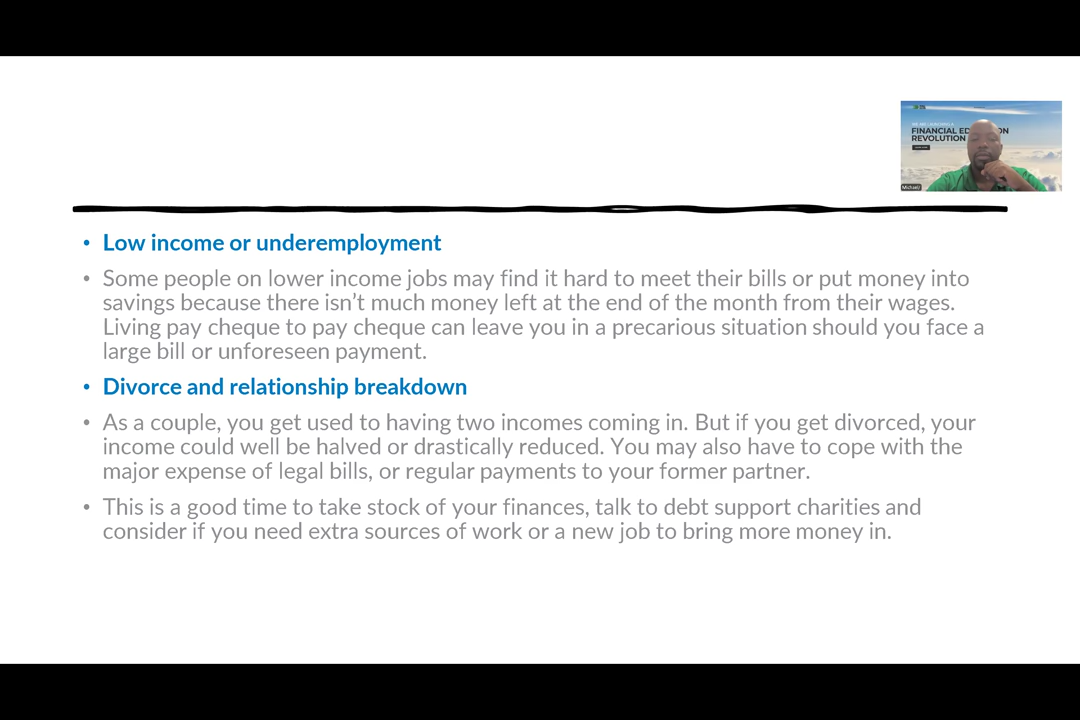 FINANCIAL ED
ON
REVOLUTION
Michael
• Low income or underemployment
• Some people on lower income jobs may find it hard to meet their bills or put money into
savings because there isn’t much money left at the end of the month from their wages.
Living pay cheque to pay cheque can leave you in a precarious situation should you face a
large bill or unforeseen payment.
• Divorce and relationship breakdown
• As a couple, you get used to having two incomes coming in. But if you get divorced, your
income could well be halved or drastically reduced. You may also have to cope with the
major expense of legal bills, or regular payments to your former partner.
• This is a good time to take stock of your finances, talk to debt support charities and
consider if you need extra sources of work or a new job to bring more money in.